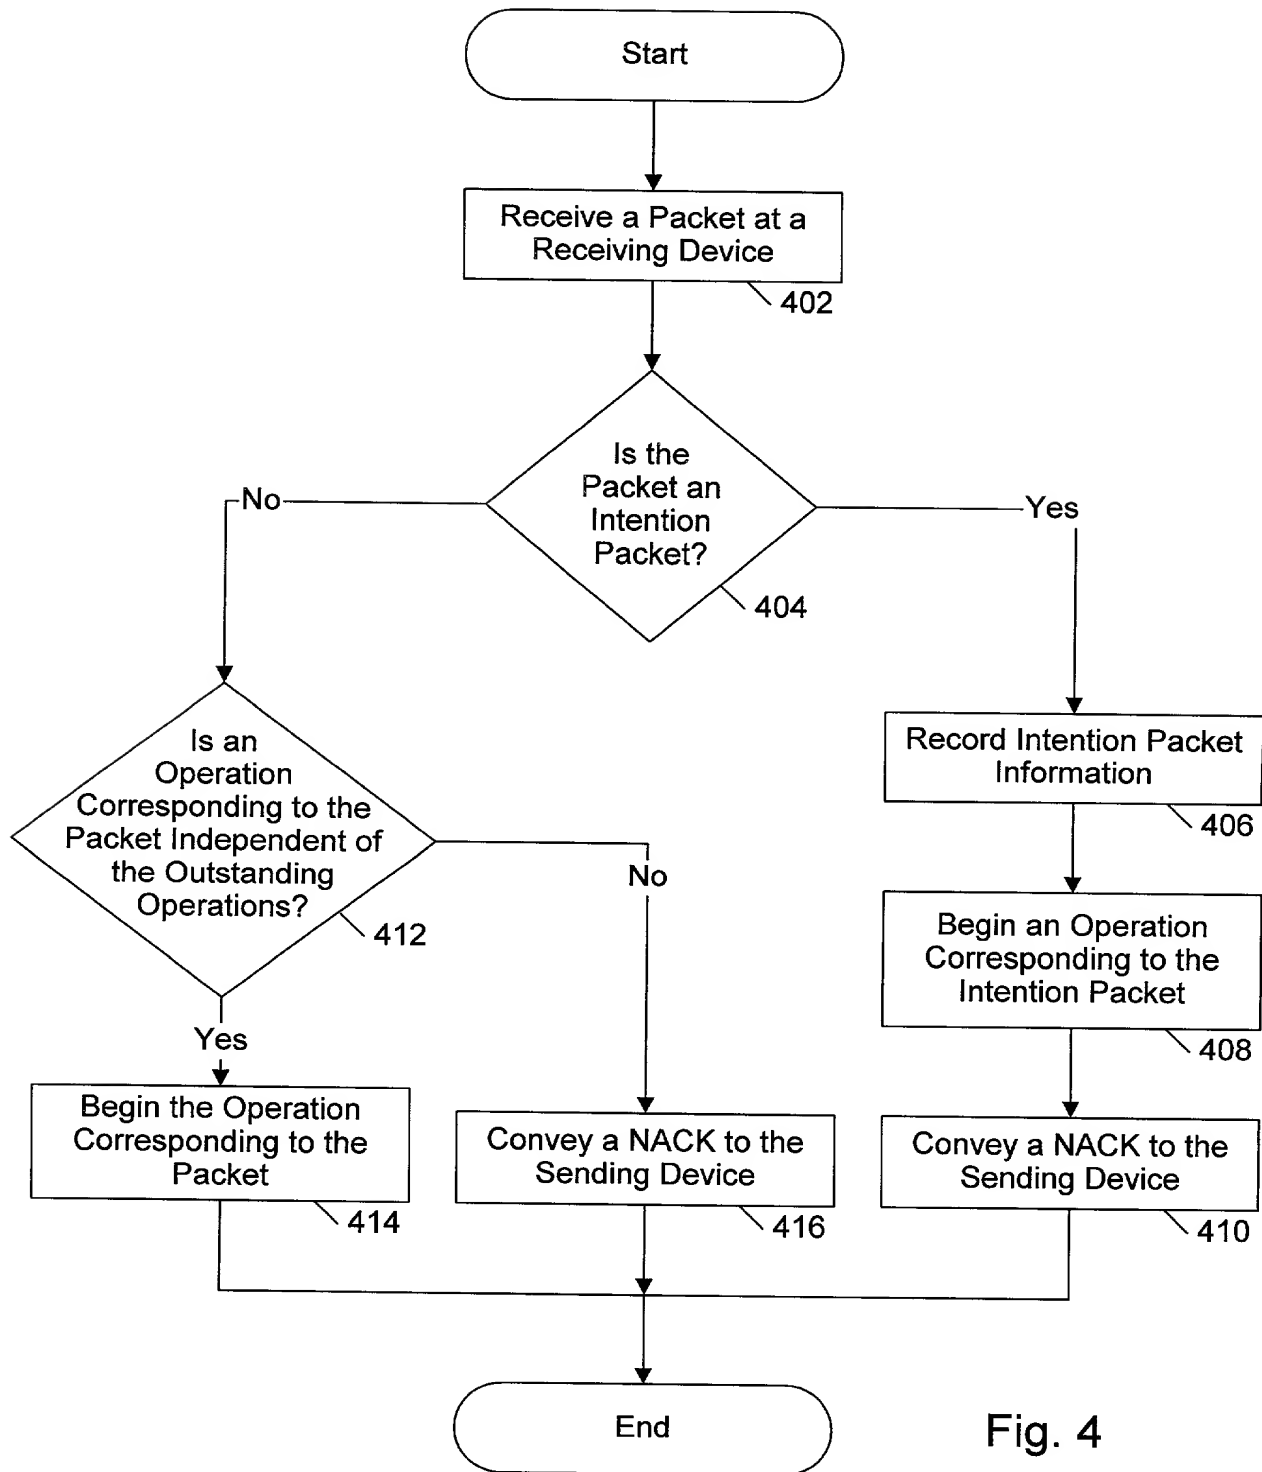 Start
Receive a Packet at a
Receiving Device
402
Is the
Packet an
Intention
Packet?
404
No
Yes
Is an
Operation
Corresponding to the
Packet Independent of
the Outstanding
Operations?
412
No
Yes
Record Intention Packet
Information
406
Begin an Operation
Corresponding to the
Intention Packet
408
Begin the Operation
Corresponding to the
Packet
414
Convey a NACK to the
Sending Device
416
Convey a NACK to the
Sending Device
410
End
Fig. 4